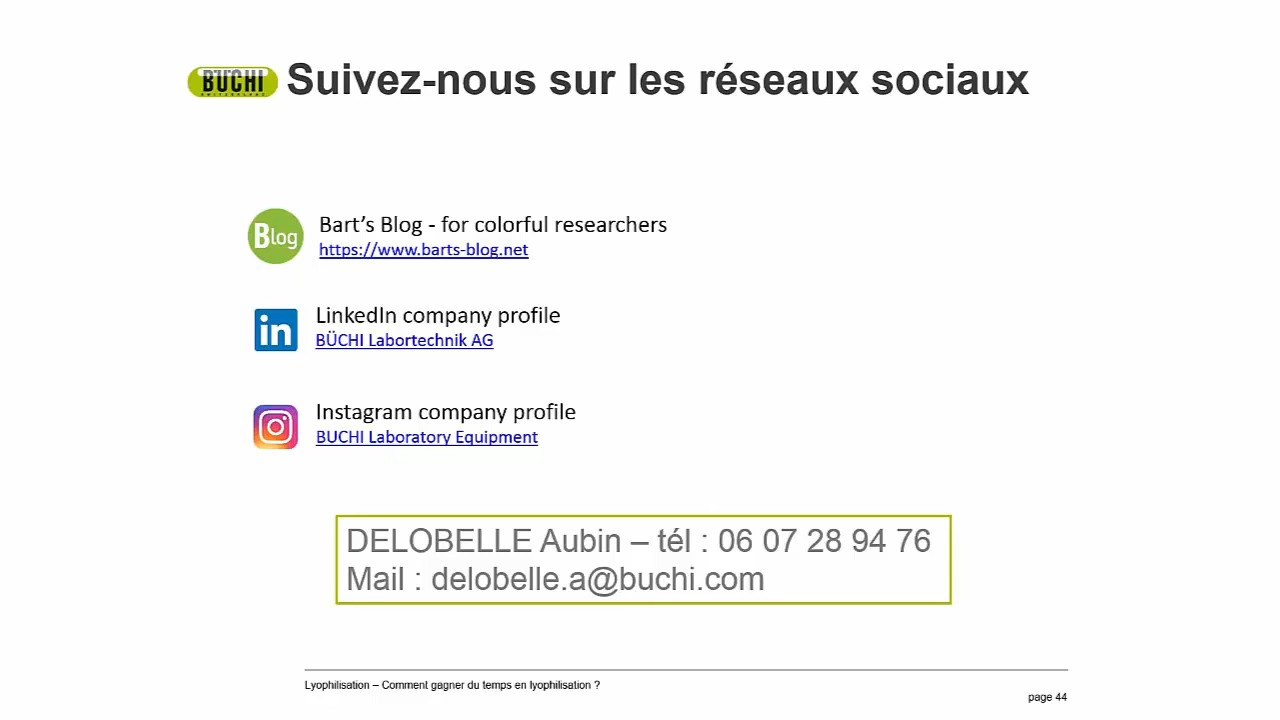 BUCHI
SWITZERLAND
Suivez-nous sur les réseaux sociaux
Blog
Bart's Blog - for colorful researchers
https://www.barts-blog.net
in
LinkedIn company profile
BÜCHI Labortechnik AG
Instagram company profile
BUCHI Laboratory Equipment
DELOBELLE Aubin – tél : 06 07 28 94 76
Mail : delobelle.a@buchi.com
Lyophilisation – Comment gagner du temps en lyophilisation ?
page 44